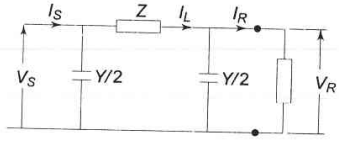 I_S Z I_L I_R
V_S Y/2 Y/2 V_R